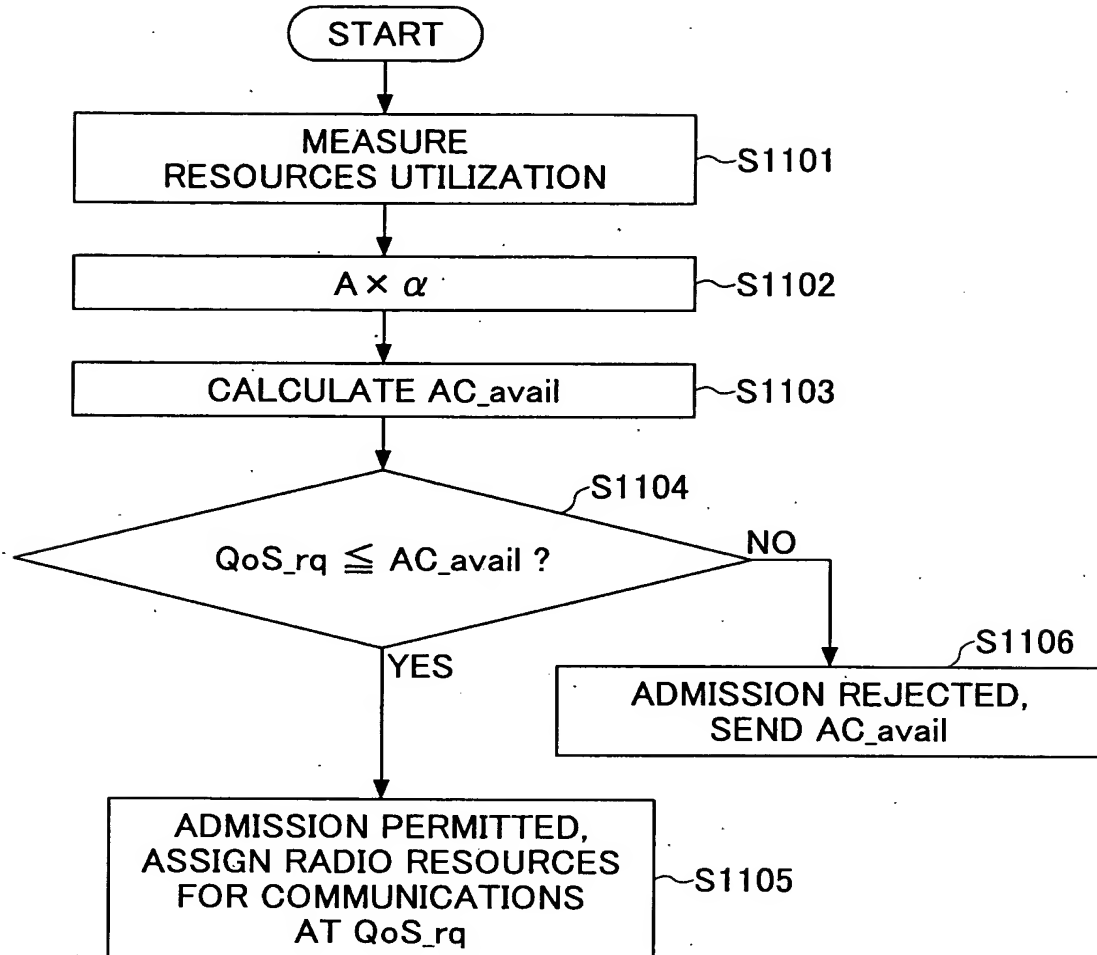 START
MEASURE
RESOURCES UTILIZATION
S1101
A × α
S1102
CALCULATE AC_avail
S1103
S1104
QoS_rq ≦ AC_avail ?
NO
YES
S1106
ADMISSION REJECTED,
SEND AC_avail
ADMISSION PERMITTED,
ASSIGN RADIO RESOURCES
FOR COMMUNICATIONS
AT QoS_rq
S1105